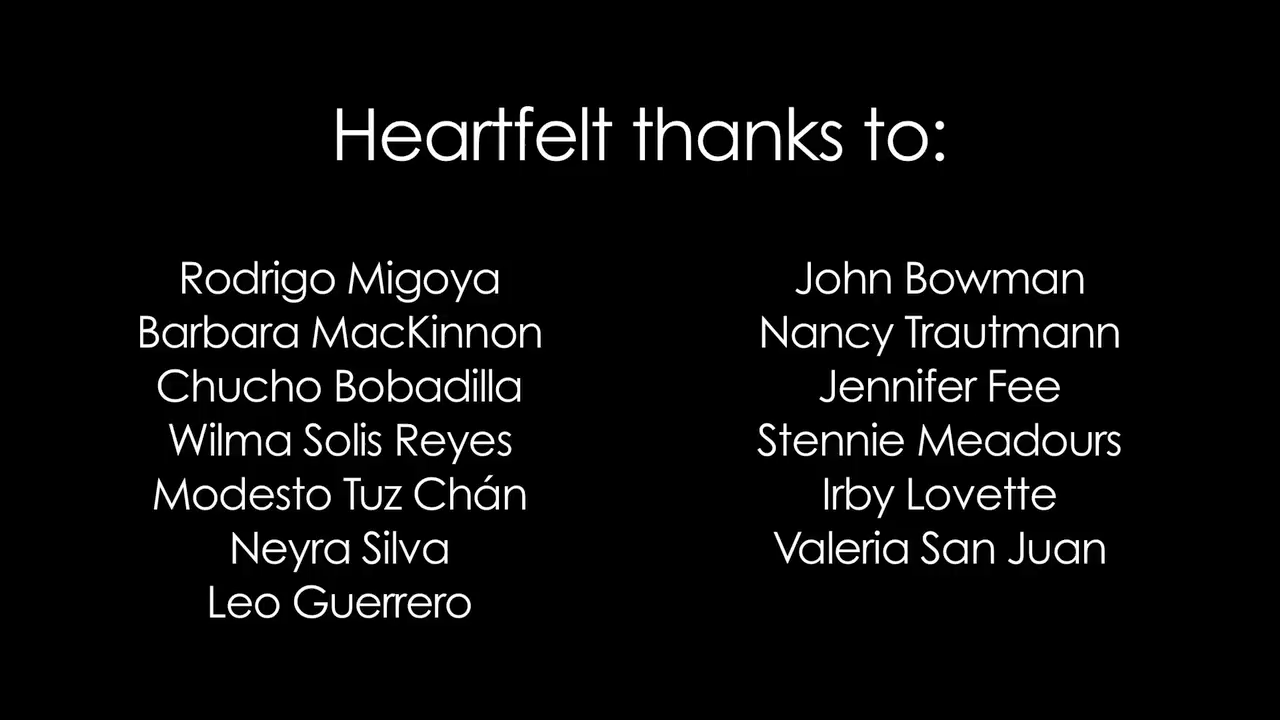 Heartfelt thanks to:
Rodrigo Migoya
Barbara MacKinnon
Chucho Bobadilla
Wilma Solis Reyes
Modesto Tuz Chán
Neyra Silva
Leo Guerrero
John Bowman
Nancy Trautmann
Jennifer Fee
Stennie Meadours
Irby Lovette
Valeria San Juan